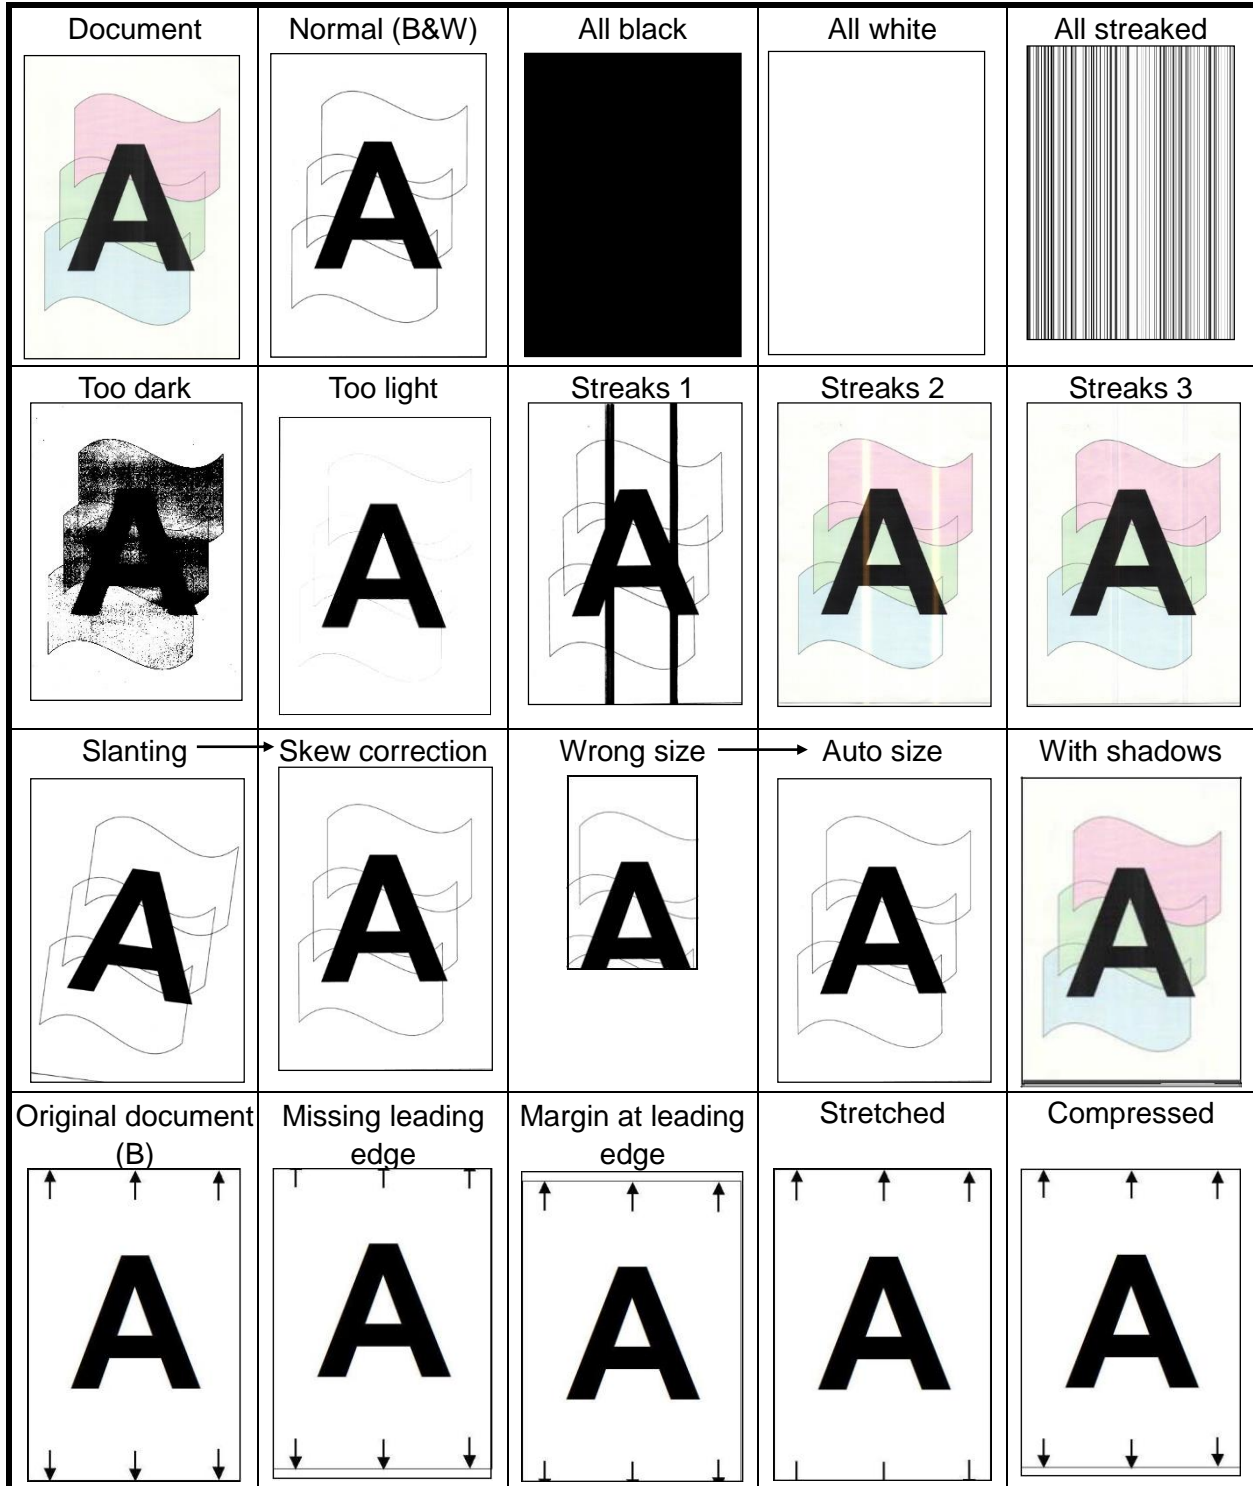 Document
Normal (B&W)
All black
All white
All streaked
A
A
Too dark
Too light
Streaks 1
Streaks 2
Streaks 3
A
A
A
A
A
Slanting
Skew correction
Wrong size
Auto size
With shadows
A
A
A
A
A
Original document
(B)
Missing leading
edge
Margin at leading
edge
Stretched
Compressed
A
A
A
A
A